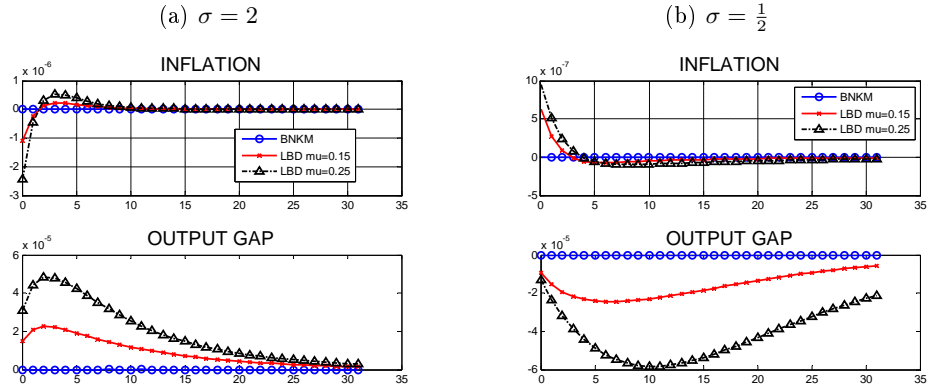 (a) σ = 2
x 10⁻⁶
INFLATION
1
0
-1
-2
-3
0 5 10 15 20 25 30 35
BNKM
LBD mu=0.15
LBD mu=0.25
x 10⁻⁵
OUTPUT GAP
6
4
2
0
0 5 10 15 20 25 30 35
(b) σ = 1/2
x 10⁻⁷
INFLATION
10
5
0
-5
0 5 10 15 20 25 30 35
BNKM
LBD mu=0.15
LBD mu=0.25
x 10⁻⁵
OUTPUT GAP
0
-2
-4
-6
0 5 10 15 20 25 30 35